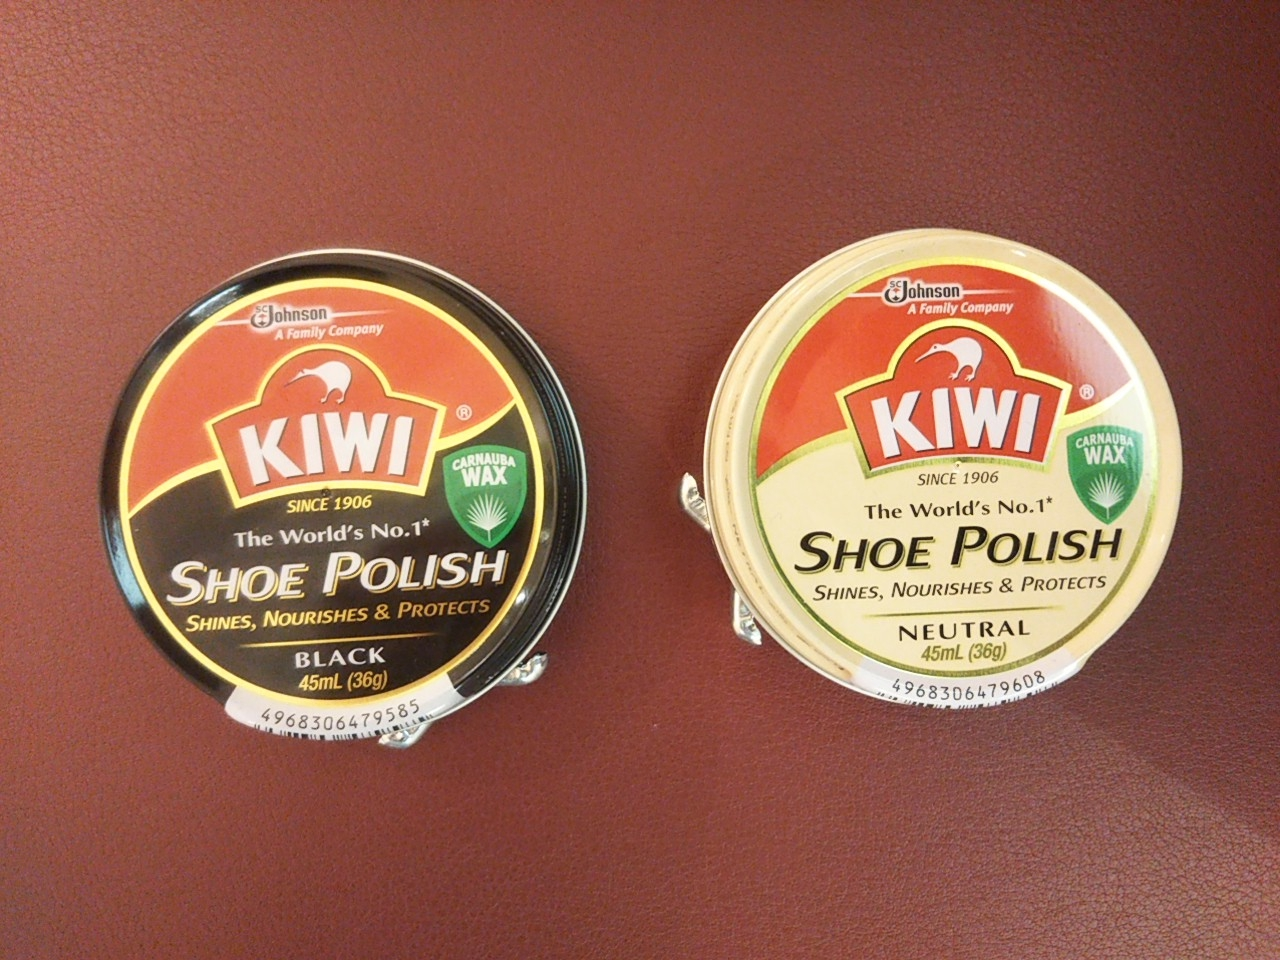 SC Johnson
A Family Company
KIWI ®
SINCE 1906
CARNAUBA
WAX
The World's No.1*
SHOE POLISH
SHINES, NOURISHES & PROTECTS
BLACK
45mL (36g)
4968306479585
SC Johnson
A Family Company
KIWI ®
SINCE 1906
CARNAUBA
WAX
The World's No.1*
SHOE POLISH
SHINES, NOURISHES & PROTECTS
NEUTRAL
45mL (36g)
4968306479608